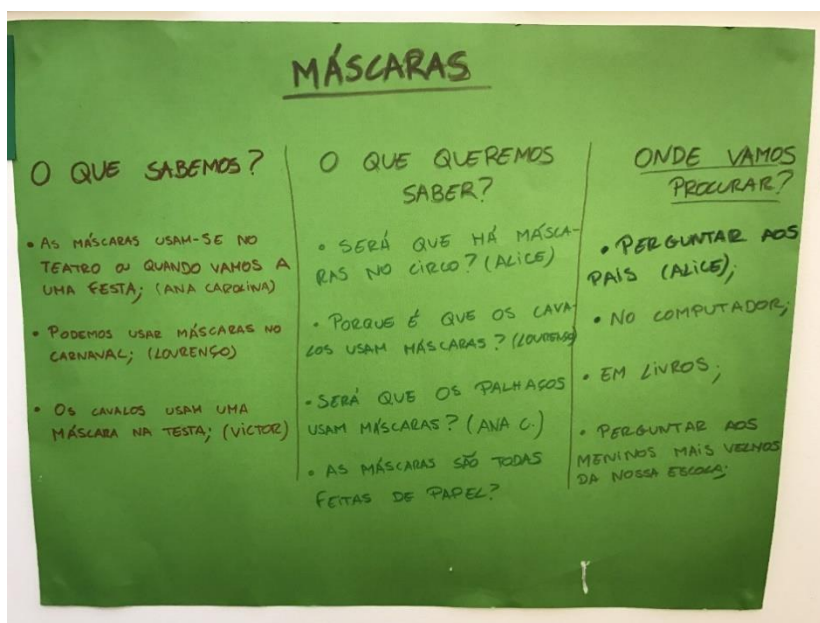 MÁSCARAS
O QUE SABEMOS?
• AS MÁSCARAS USAM-SE NO
TEATRO OU QUANDO VAMOS A
UMA FESTA; (ANA CAROLINA)
• PODEMOS USAR MÁSCARAS NO
CARNAVAL; (LOURENÇO)
• OS CAVALOS USAM UMA
MÁSCARA NA TESTA; (VICTOR)
O QUE QUEREMOS
SABER?
• SERÁ QUE HÁ MÁSCA-
RAS NO CIRCO? (ALICE)
• PORQUE É QUE OS CAVA-
LOS USAM MÁSCARAS? (LOURENÇO)
• SERÁ QUE OS PALHAÇOS
USAM MÁSCARAS? (ANA C.)
• AS MÁSCARAS SÃO TODAS
FEITAS DE PAPEL?
ONDE VAMOS
PROCURAR?
• PERGUNTAR AOS
PAIS (ALICE);
• NO COMPUTADOR;
• EM LIVROS;
• PERGUNTAR AOS
MENINOS MAIS VELHOS
DA NOSSA ESCOLA;